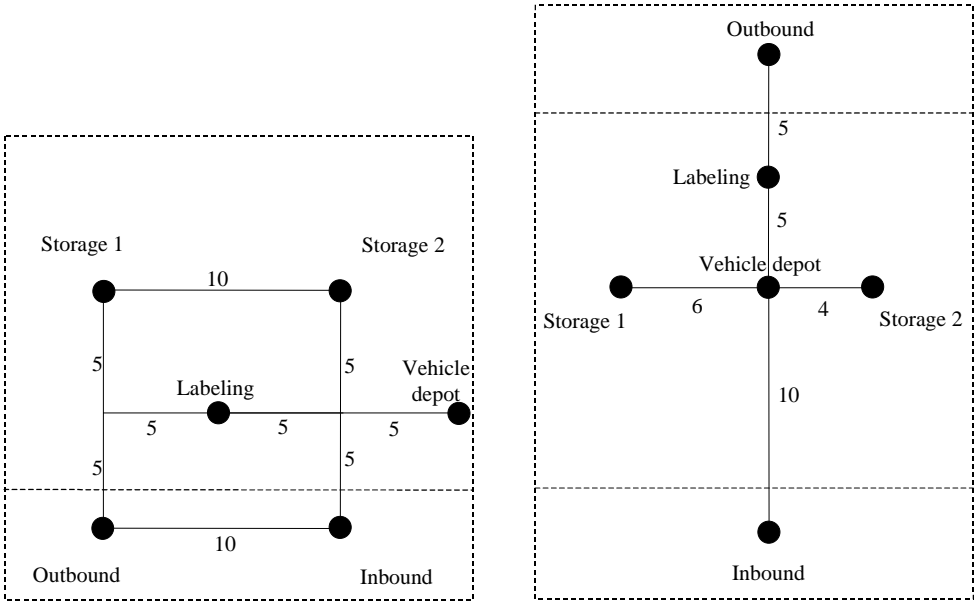 Storage 1
Storage 2
10
5
5
Vehicle
depot
Labeling
5
5
5
5
5
10
Outbound
Inbound
Outbound
5
Labeling
5
Vehicle depot
6
4
Storage 1
Storage 2
10
Inbound